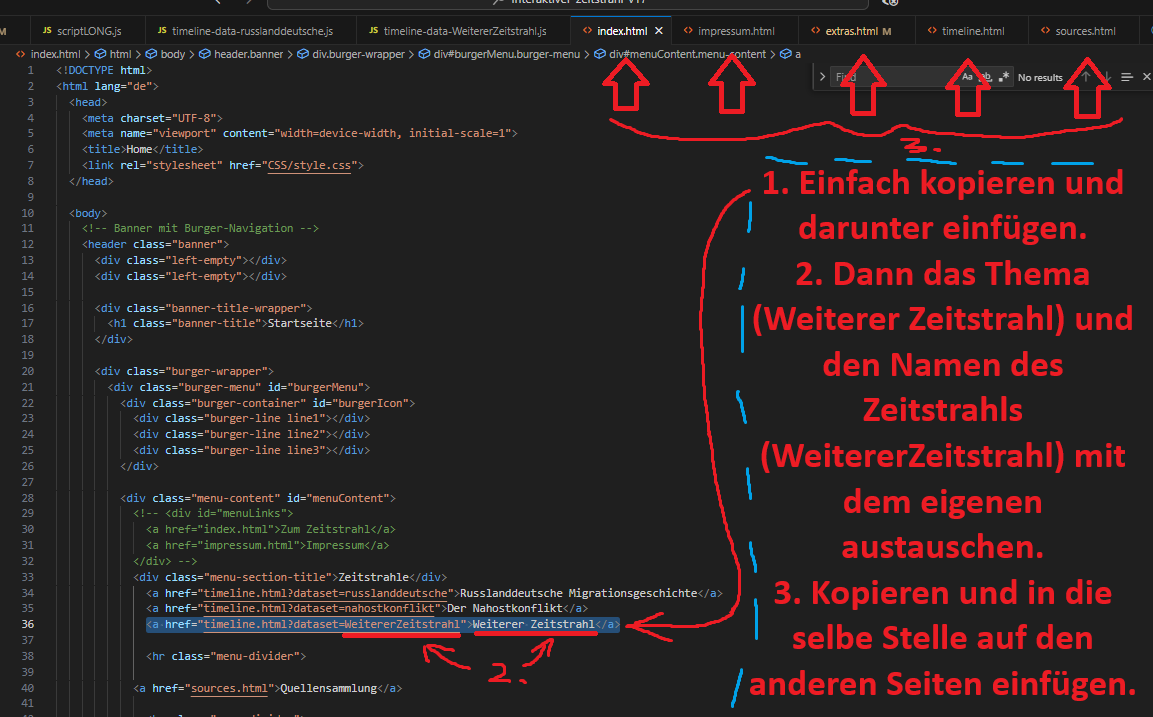 Interaktiver Zeitstrahl V17
M
JS scriptLONG.js
JS timeline-data-russlanddeutsche.js
JS timeline-data-WeitererZeitstrahl.js
<> index.html ×
<> impressum.html
<> extras.html M
<> timeline.html
<> sources.html
<> index.html > html > body > header.banner > div.burger-wrapper > div#burgerMenu.burger-menu > div#menuContent.menu-content > a
> Find Aa ab .* No results
1 <!DOCTYPE html>
2 <html lang="de">
3 <head>
4 <meta charset="UTF-8">
5 <meta name="viewport" content="width=device-width, initial-scale=1">
6 <title>Home</title>
7 <link rel="stylesheet" href="CSS/style.css">
8 </head>
9
10 <body>
11 <!-- Banner mit Burger-Navigation -->
12 <header class="banner">
13 <div class="left-empty"></div>
14 <div class="left-empty"></div>
15
16 <div class="banner-title-wrapper">
17 <h1 class="banner-title">Startseite</h1>
18 </div>
19
20 <div class="burger-wrapper">
21 <div class="burger-menu" id="burgerMenu">
22 <div class="burger-container" id="burgerIcon">
23 <div class="burger-line line1"></div>
24 <div class="burger-line line2"></div>
25 <div class="burger-line line3"></div>
26 </div>
27
28 <div class="menu-content" id="menuContent">
29 <!-- <div id="menuLinks">
30 <a href="index.html">Zum Zeitstrahl</a>
31 <a href="impressum.html">Impressum</a>
32 </div> -->
33 <div class="menu-section-title">Zeitstrahle</div>
34 <a href="timeline.html?dataset=russlanddeutsche">Russlanddeutsche Migrationsgeschichte</a>
35 <a href="timeline.html?dataset=nahostkonflikt">Der Nahostkonflikt</a>
36 <a href="timeline.html?dataset=WeitererZeitstrahl">Weiterer Zeitstrahl</a>
37
38 <hr class="menu-divider">
39
40 <a href="sources.html">Quellensammlung</a>
41
2.
3.
1. Einfach kopieren und
darunter einfügen.
2. Dann das Thema
(Weiterer Zeitstrahl) und
den Namen des
Zeitstrahls
(WeitererZeitstrahl) mit
dem eigenen
austauschen.
3. Kopieren und in die
selbe Stelle auf den
anderen Seiten einfügen.